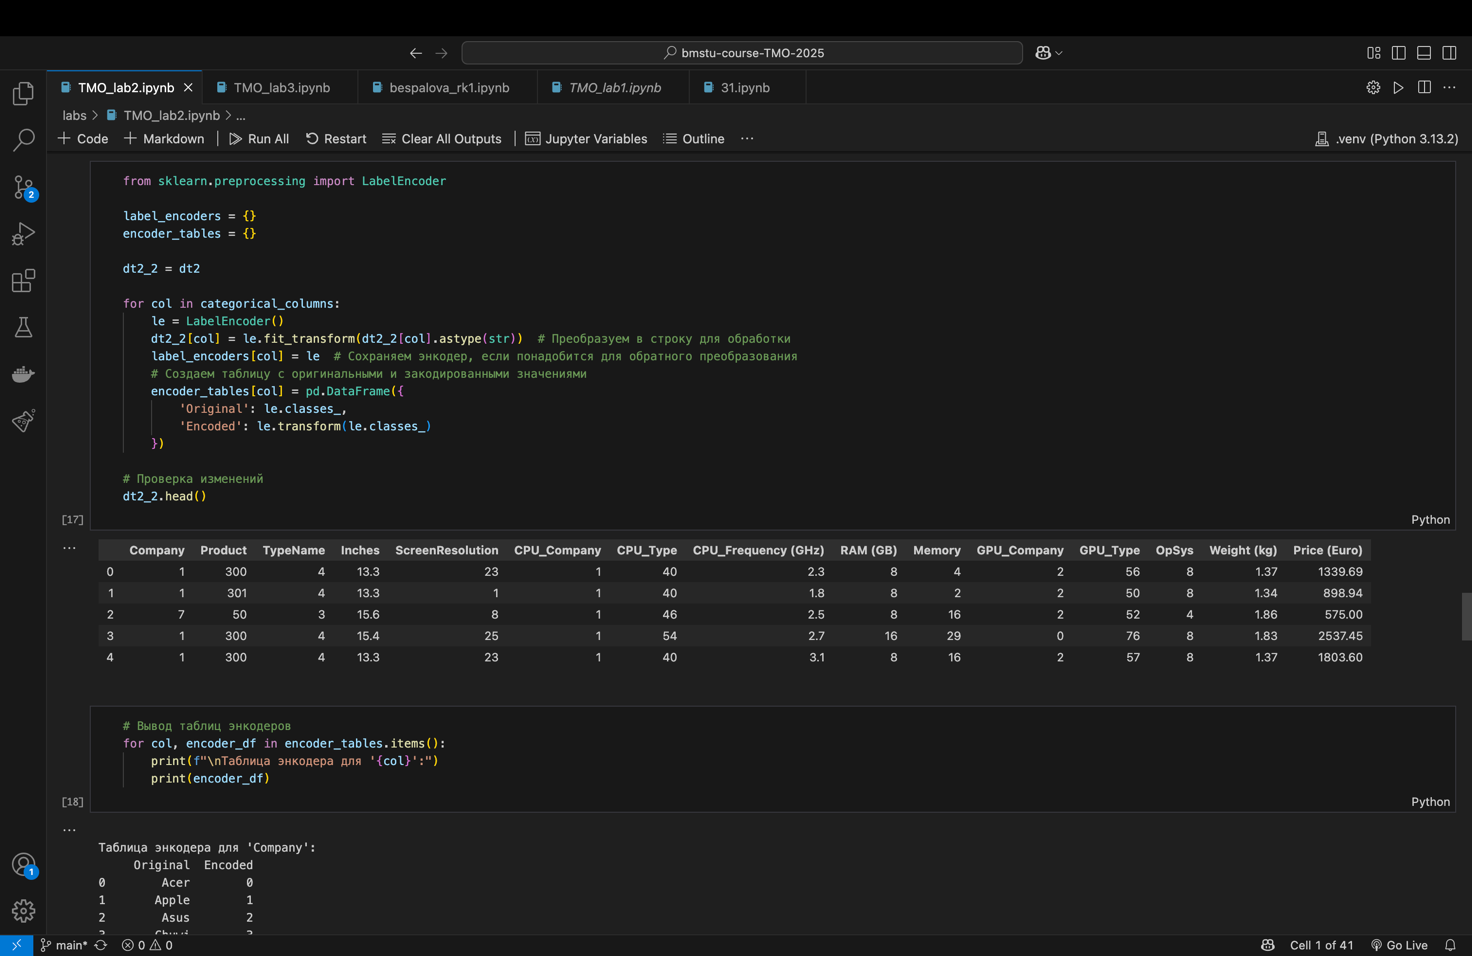 bmstu-course-TMO-2025
TMO_lab2.ipynb
TMO_lab3.ipynb
bespalova_rk1.ipynb
TMO_lab1.ipynb
31.ipynb
labs > TMO_lab2.ipynb > ...
+ Code + Markdown Run All Restart Clear All Outputs Jupyter Variables Outline ... .venv (Python 3.13.2)
from sklearn.preprocessing import LabelEncoder
label_encoders = {}
encoder_tables = {}
dt2_2 = dt2
for col in categorical_columns:
    le = LabelEncoder()
    dt2_2[col] = le.fit_transform(dt2_2[col].astype(str))  # Преобразуем в строку для обработки
    label_encoders[col] = le  # Сохраняем энкодер, если понадобится для обратного преобразования
    # Создаем таблицу с оригинальными и закодированными значениями
    encoder_tables[col] = pd.DataFrame({
        'Original': le.classes_,
        'Encoded': le.transform(le.classes_)
    })
# Проверка изменений
dt2_2.head()
[17] Python
Company Product TypeName Inches ScreenResolution CPU_Company CPU_Type CPU_Frequency (GHz) RAM (GB) Memory GPU_Company GPU_Type OpSys Weight (kg) Price (Euro)
0 1 300 4 13.3 23 1 40 2.3 8 4 2 56 8 1.37 1339.69
1 1 301 4 13.3 1 1 40 1.8 8 2 2 50 8 1.34 898.94
2 7 50 3 15.6 8 1 46 2.5 8 16 2 52 4 1.86 575.00
3 1 300 4 15.4 25 1 54 2.7 16 29 0 76 8 1.83 2537.45
4 1 300 4 13.3 23 1 40 3.1 8 16 2 57 8 1.37 1803.60
# Вывод таблиц энкодеров
for col, encoder_df in encoder_tables.items():
    print(f"\nТаблица энкодера для '{col}':")
    print(encoder_df)
[18] Python
Таблица энкодера для 'Company':
Original Encoded
0 Acer 0
1 Apple 1
2 Asus 2
2
1
main* 0 0 Cell 1 of 41 Go Live